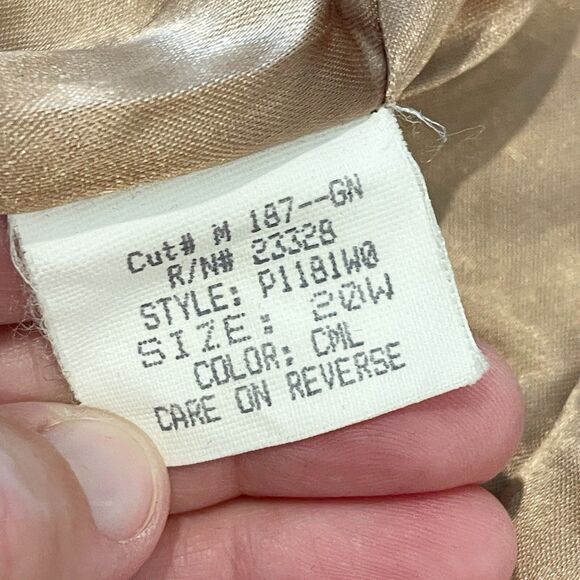 Cut# M 187--GN
R/N# 23328
STYLE: P1181W0
SIZE: 20W
COLOR: CML
CARE ON REVERSE